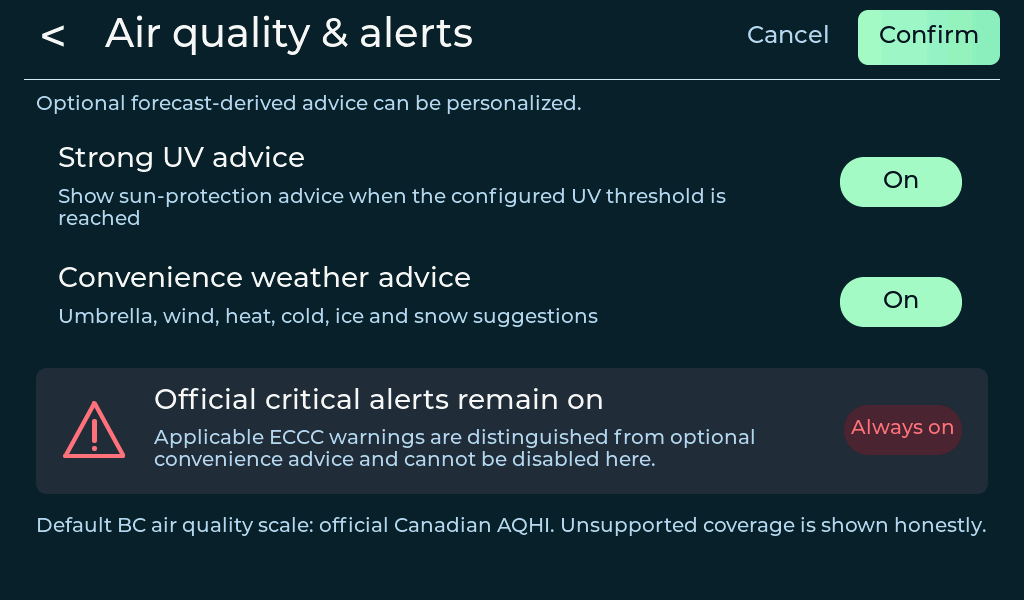 < Air quality & alerts Cancel Confirm
Optional forecast-derived advice can be personalized.
Strong UV advice
Show sun-protection advice when the configured UV threshold is
reached
On
Convenience weather advice
Umbrella, wind, heat, cold, ice and snow suggestions
On
Official critical alerts remain on
Applicable ECCC warnings are distinguished from optional
convenience advice and cannot be disabled here.
Always on
Default BC air quality scale: official Canadian AQHI. Unsupported coverage is shown honestly.